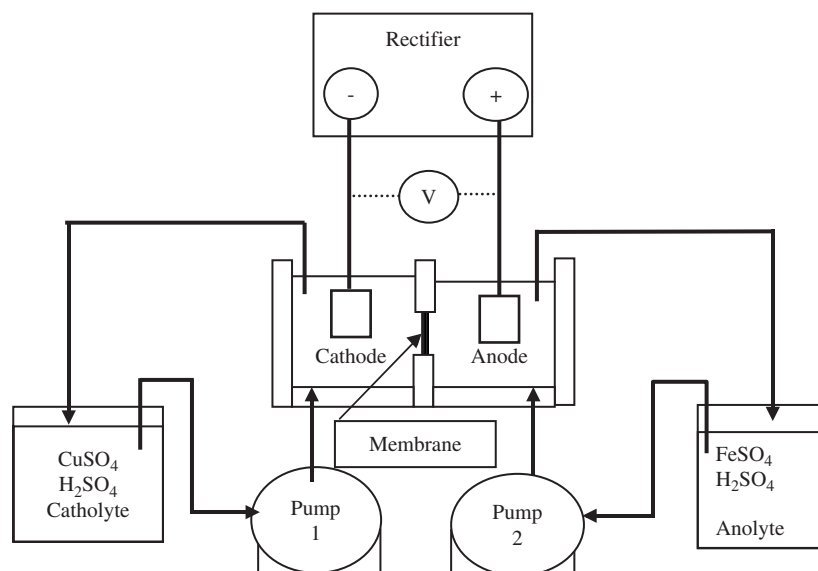 Rectifier
-
+
V
Cathode
Anode
Membrane
CuSO₄
H₂SO₄
Catholyte
Pump
1
Pump
2
FeSO₄
H₂SO₄
Anolyte